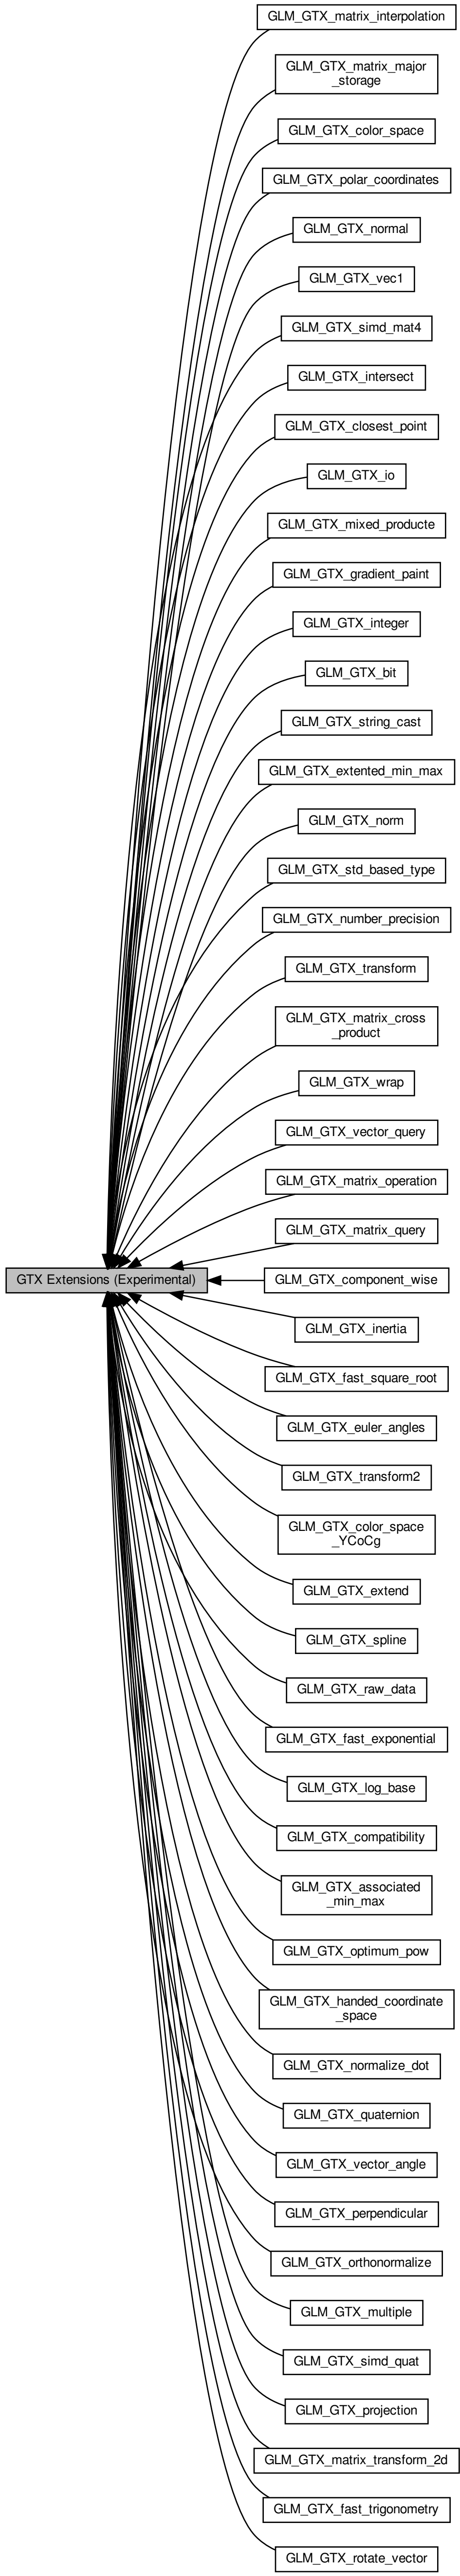 GLM_GTX_matrix_interpolation
GLM_GTX_matrix_major
_storage
GLM_GTX_color_space
GLM_GTX_polar_coordinates
GLM_GTX_normal
GLM_GTX_vec1
GLM_GTX_simd_mat4
GLM_GTX_intersect
GLM_GTX_closest_point
GLM_GTX_io
GLM_GTX_mixed_producte
GLM_GTX_gradient_paint
GLM_GTX_integer
GLM_GTX_bit
GLM_GTX_string_cast
GLM_GTX_extented_min_max
GLM_GTX_norm
GLM_GTX_std_based_type
GLM_GTX_number_precision
GLM_GTX_transform
GLM_GTX_matrix_cross
_product
GLM_GTX_wrap
GLM_GTX_vector_query
GLM_GTX_matrix_operation
GLM_GTX_matrix_query
GTX Extensions (Experimental)
GLM_GTX_component_wise
GLM_GTX_inertia
GLM_GTX_fast_square_root
GLM_GTX_euler_angles
GLM_GTX_transform2
GLM_GTX_color_space
_YCoCg
GLM_GTX_extend
GLM_GTX_spline
GLM_GTX_raw_data
GLM_GTX_fast_exponential
GLM_GTX_log_base
GLM_GTX_compatibility
GLM_GTX_associated
_min_max
GLM_GTX_optimum_pow
GLM_GTX_handed_coordinate
_space
GLM_GTX_normalize_dot
GLM_GTX_quaternion
GLM_GTX_vector_angle
GLM_GTX_perpendicular
GLM_GTX_orthonormalize
GLM_GTX_multiple
GLM_GTX_simd_quat
GLM_GTX_projection
GLM_GTX_matrix_transform_2d
GLM_GTX_fast_trigonometry
GLM_GTX_rotate_vector